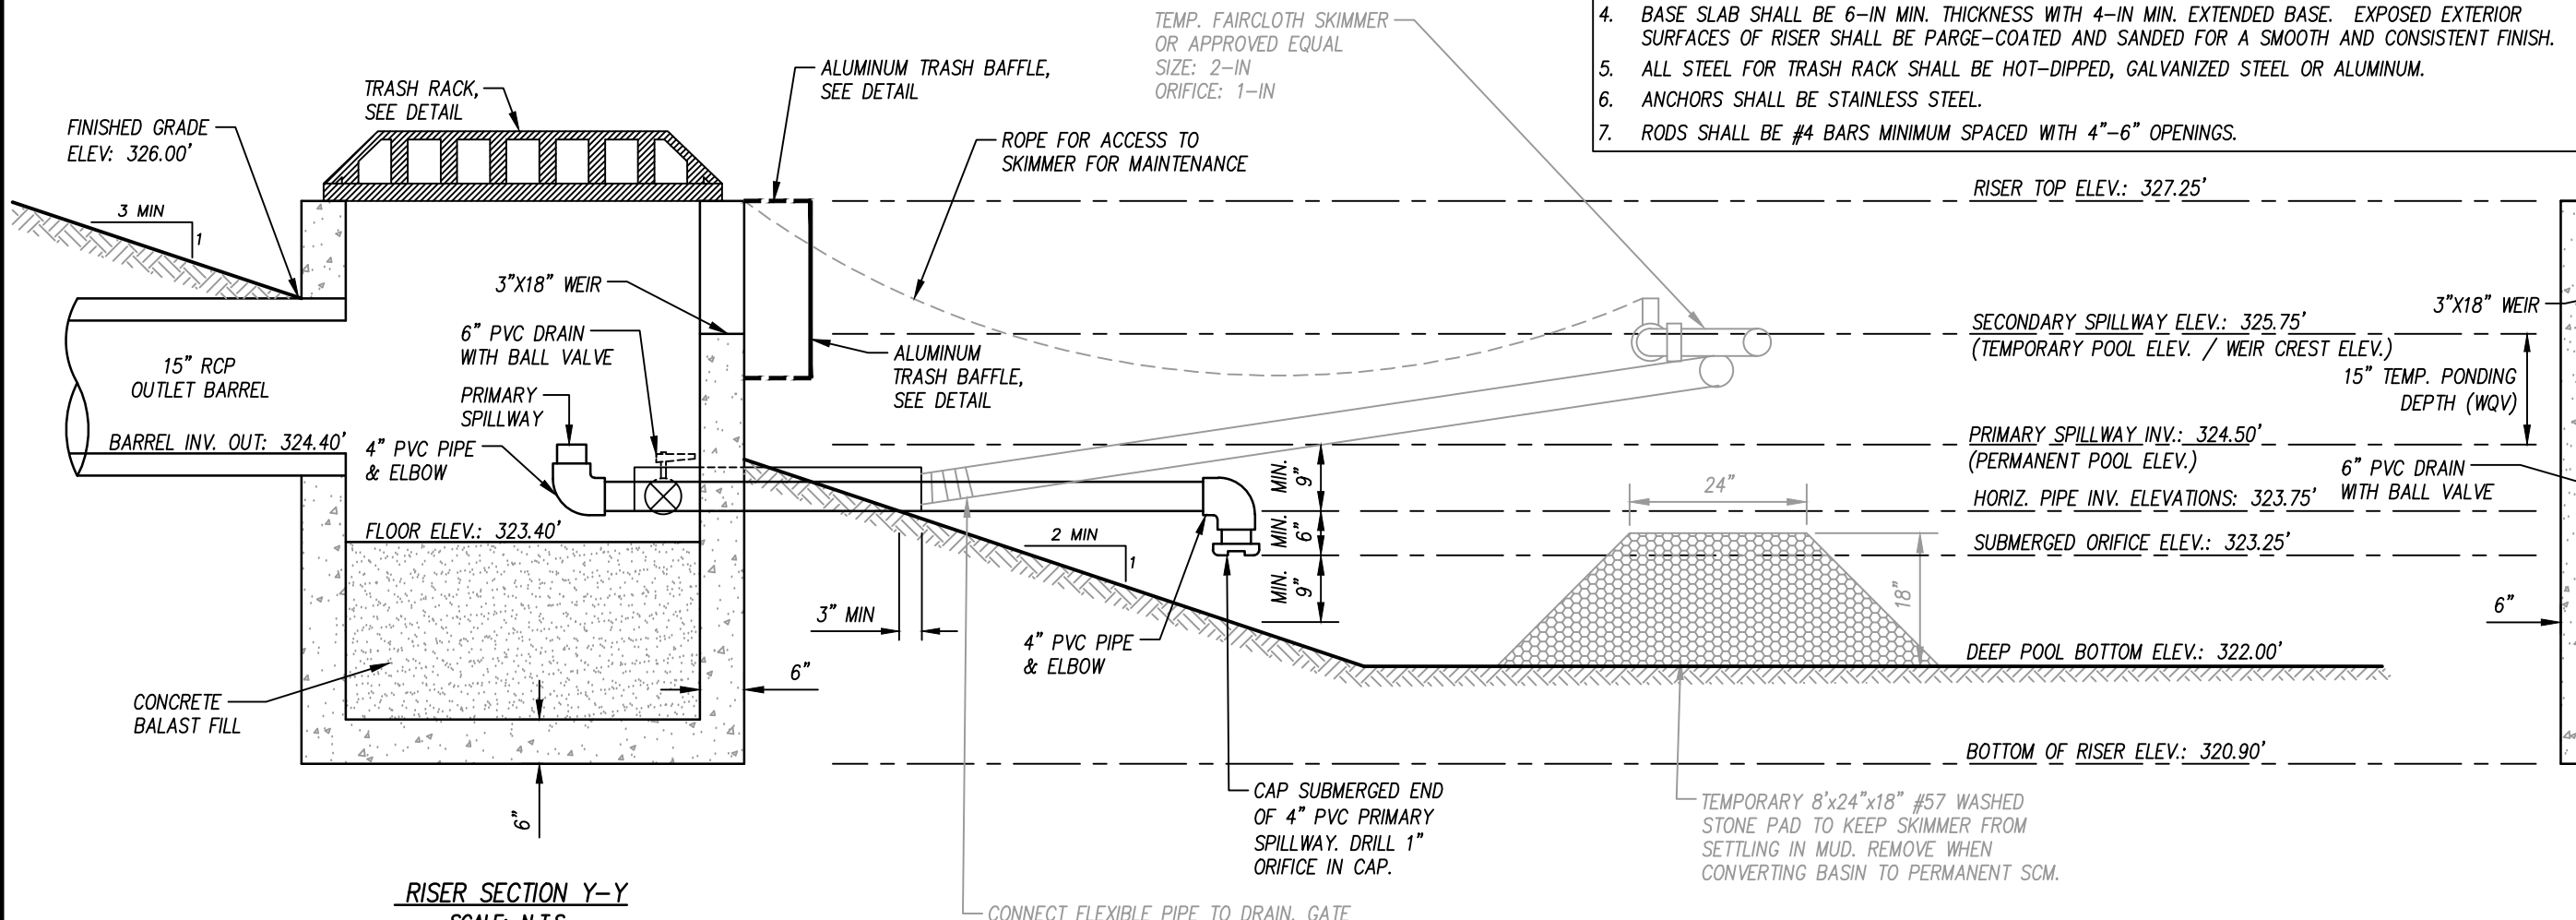 TEMP. FAIRCLOTH SKIMMER
OR APPROVED EQUAL
SIZE: 2-IN
ORIFICE: 1-IN
4. BASE SLAB SHALL BE 6-IN MIN. THICKNESS WITH 4-IN MIN. EXTENDED BASE. EXPOSED EXTERIOR
SURFACES OF RISER SHALL BE PARGE-COATED AND SANDED FOR A SMOOTH AND CONSISTENT FINISH.
5. ALL STEEL FOR TRASH RACK SHALL BE HOT-DIPPED, GALVANIZED STEEL OR ALUMINUM.
6. ANCHORS SHALL BE STAINLESS STEEL.
7. RODS SHALL BE #4 BARS MINIMUM SPACED WITH 4"-6" OPENINGS.
TRASH RACK,
SEE DETAIL
ALUMINUM TRASH BAFFLE,
SEE DETAIL
FINISHED GRADE
ELEV: 326.00'
ROPE FOR ACCESS TO
SKIMMER FOR MAINTENANCE
3 MIN
1
RISER TOP ELEV.: 327.25'
3"X18" WEIR
6" PVC DRAIN
WITH BALL VALVE
15" RCP
OUTLET BARREL
PRIMARY
SPILLWAY
ALUMINUM
TRASH BAFFLE,
SEE DETAIL
SECONDARY SPILLWAY ELEV.: 325.75'
(TEMPORARY POOL ELEV. / WEIR CREST ELEV.)
3"X18" WEIR
15" TEMP. PONDING
DEPTH (WQV)
BARREL INV. OUT: 324.40'
4" PVC PIPE
& ELBOW
PRIMARY SPILLWAY INV.: 324.50'
(PERMANENT POOL ELEV.)
6" PVC DRAIN
WITH BALL VALVE
MIN.
9"
24"
HORIZ. PIPE INV. ELEVATIONS: 323.75'
FLOOR ELEV.: 323.40'
2 MIN
1
MIN.
6"
SUBMERGED ORIFICE ELEV.: 323.25'
MIN.
9"
18"
3" MIN
4" PVC PIPE
& ELBOW
6"
DEEP POOL BOTTOM ELEV.: 322.00'
6"
CONCRETE
BALAST FILL
BOTTOM OF RISER ELEV.: 320.90'
6"
CAP SUBMERGED END
OF 4" PVC PRIMARY
SPILLWAY. DRILL 1"
ORIFICE IN CAP.
TEMPORARY 8'x24"x18" #57 WASHED
STONE PAD TO KEEP SKIMMER FROM
SETTLING IN MUD. REMOVE WHEN
CONVERTING BASIN TO PERMANENT SCM.
RISER SECTION Y-Y
SCALE: N.T.S.
CONNECT FLEXIBLE PIPE TO DRAIN. GATE